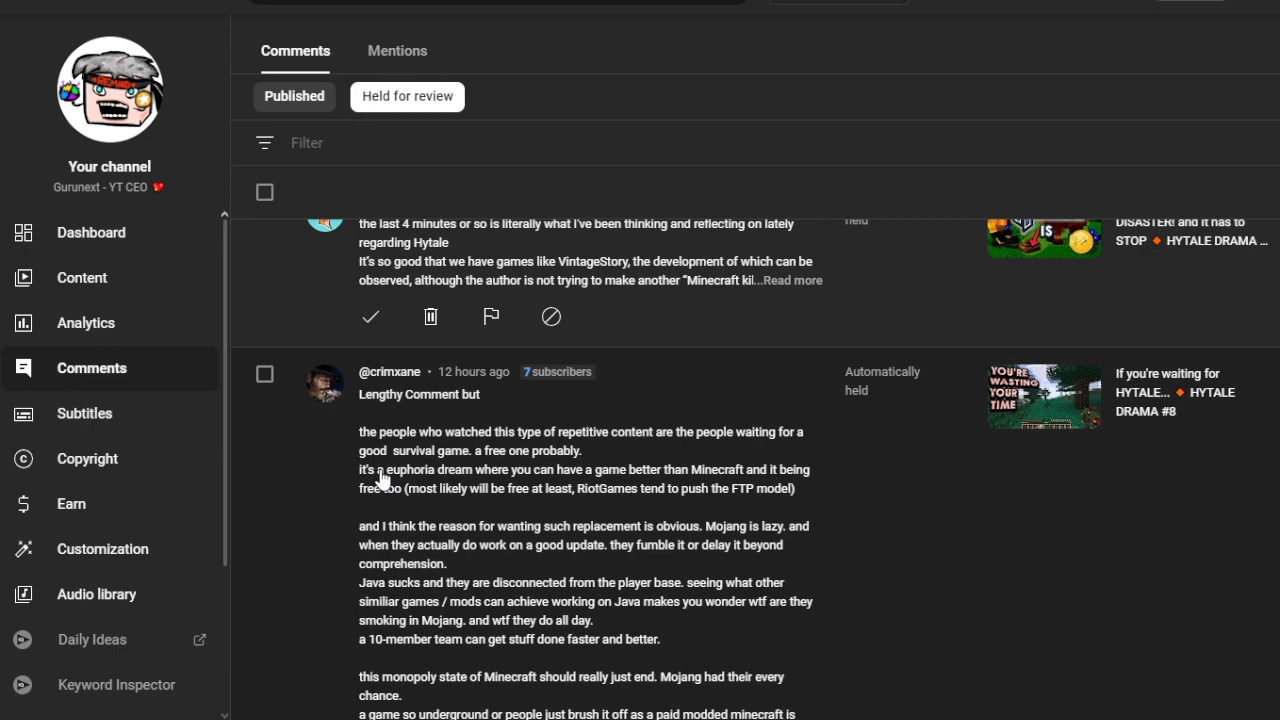 Comments
Mentions
Published
Held for review
Filter
REMIND
Your channel
Gurunext - YT CEO
Dashboard
Content
Analytics
Comments
Subtitles
Copyright
Earn
Customization
Audio library
Daily Ideas
Keyword Inspector
the last 4 minutes or so is literally what I've been thinking and reflecting on lately
regarding Hytale
It's so good that we have games like VintageStory, the development of which can be
observed, although the author is not trying to make another "Minecraft kil...Read more
held
IS
DISASTER! and it has to
STOP 🔸 HYTALE DRAMA ...
@crimxane • 12 hours ago 7 subscribers
Lengthy Comment but
the people who watched this type of repetitive content are the people waiting for a
good survival game. a free one probably.
it's a euphoria dream where you can have a game better than Minecraft and it being
free too (most likely will be free at least, RiotGames tend to push the FTP model)
and I think the reason for wanting such replacement is obvious. Mojang is lazy. and
when they actually do work on a good update. they fumble it or delay it beyond
comprehension.
Java sucks and they are disconnected from the player base. seeing what other
similiar games / mods can achieve working on Java makes you wonder wtf are they
smoking in Mojang. and wtf they do all day.
a 10-member team can get stuff done faster and better.
this monopoly state of Minecraft should really just end. Mojang had their every
chance.
a game so underground or people just brush it off as a paid modded minecraft is
Automatically
held
YOU'RE
WASTING
YOUR
TIME
If you're waiting for
HYTALE... 🔸 HYTALE
DRAMA #8